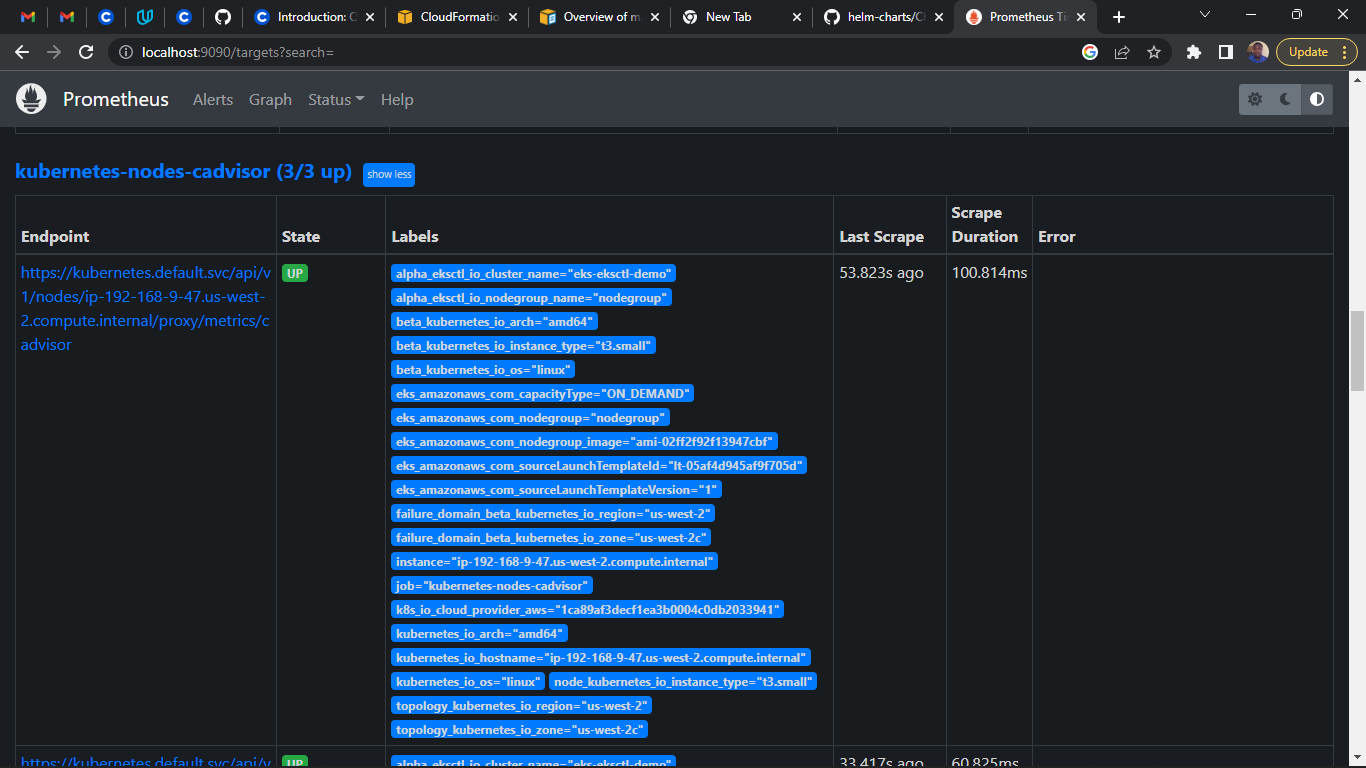 Introduction: C
CloudFormatio
Overview of m
New Tab
helm-charts/C
Prometheus Ti
localhost:9090/targets?search=
Update
Prometheus Alerts Graph Status Help
kubernetes-nodes-cadvisor (3/3 up) show less
Endpoint State Labels Last Scrape Scrape Duration Error
https://kubernetes.default.svc/api/v
1/nodes/ip-192-168-9-47.us-west-
2.compute.internal/proxy/metrics/c
advisor
UP
alpha_eksctl_io_cluster_name="eks-eksctl-demo"
alpha_eksctl_io_nodegroup_name="nodegroup"
beta_kubernetes_io_arch="amd64"
beta_kubernetes_io_instance_type="t3.small"
beta_kubernetes_io_os="linux"
eks_amazonaws_com_capacityType="ON_DEMAND"
eks_amazonaws_com_nodegroup="nodegroup"
eks_amazonaws_com_nodegroup_image="ami-02ff2f92f13947cbf"
eks_amazonaws_com_sourceLaunchTemplateId="lt-05af4d945af9f705d"
eks_amazonaws_com_sourceLaunchTemplateVersion="1"
failure_domain_beta_kubernetes_io_region="us-west-2"
failure_domain_beta_kubernetes_io_zone="us-west-2c"
instance="ip-192-168-9-47.us-west-2.compute.internal"
job="kubernetes-nodes-cadvisor"
k8s_io_cloud_provider_aws="1ca89af3decf1ea3b0004c0db2033941"
kubernetes_io_arch="amd64"
kubernetes_io_hostname="ip-192-168-9-47.us-west-2.compute.internal"
kubernetes_io_os="linux" node_kubernetes_io_instance_type="t3.small"
topology_kubernetes_io_region="us-west-2"
topology_kubernetes_io_zone="us-west-2c"
53.823s ago
100.814ms
https://kubernetes.default.svc/api/v
UP
alpha_eksctl_io_cluster_name="eks-eksctl-demo"
33.417s ago
60.825ms